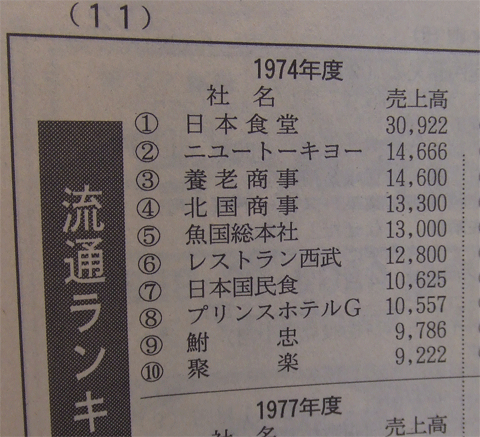 (11)
流通ランキ
1974年度
社名 売上高
① 日本食堂 30,922
② ニユートーキヨー 14,666
③ 養老商事 14,600
④ 北国商事 13,300
⑤ 魚国総本社 13,000
⑥ レストラン西武 12,800
⑦ 日本国民食 10,625
⑧ プリンスホテルG 10,557
⑨ 鮒忠 9,786
⑩ 聚楽 9,222
1977年度
社名 売上高